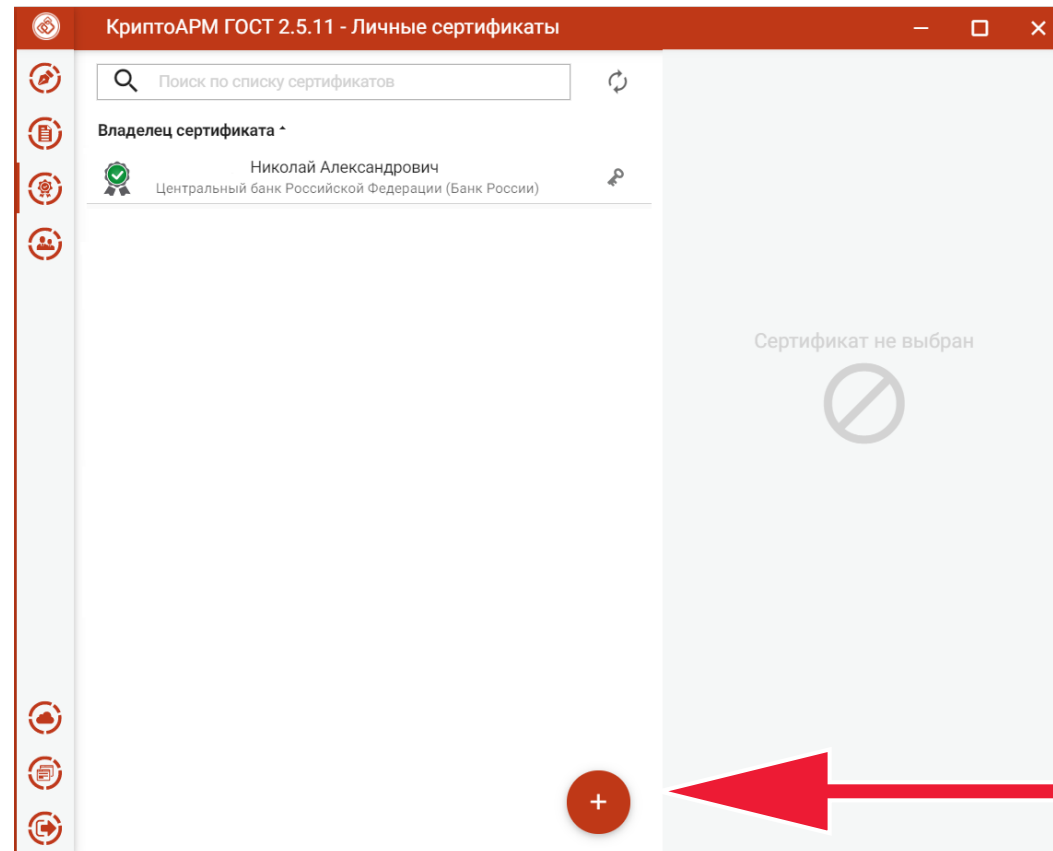 КриптоАРМ ГОСТ 2.5.11 - Личные сертификаты
Поиск по списку сертификатов
Владелец сертификата
Николай Александрович
Центральный банк Российской Федерации (Банк России)
Сертификат не выбран